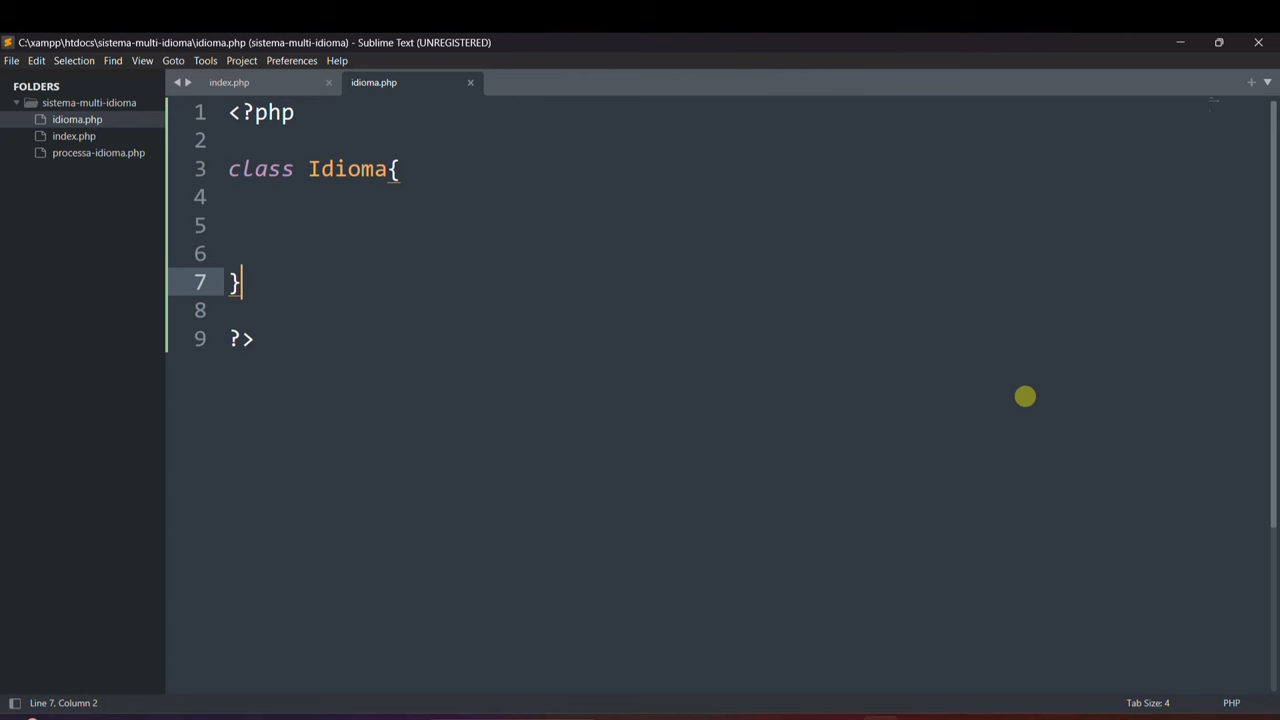 C:\xampp\htdocs\sistema-multi-idioma\idioma.php (sistema-multi-idioma) - Sublime Text (UNREGISTERED)
File Edit Selection Find View Goto Tools Project Preferences Help
FOLDERS
sistema-multi-idioma
idioma.php
index.php
processa-idioma.php
index.php
idioma.php
1 <?php
2
3 class Idioma{
4
5
6
7 }
8
9 ?>
Line 7, Column 2
Tab Size: 4
PHP